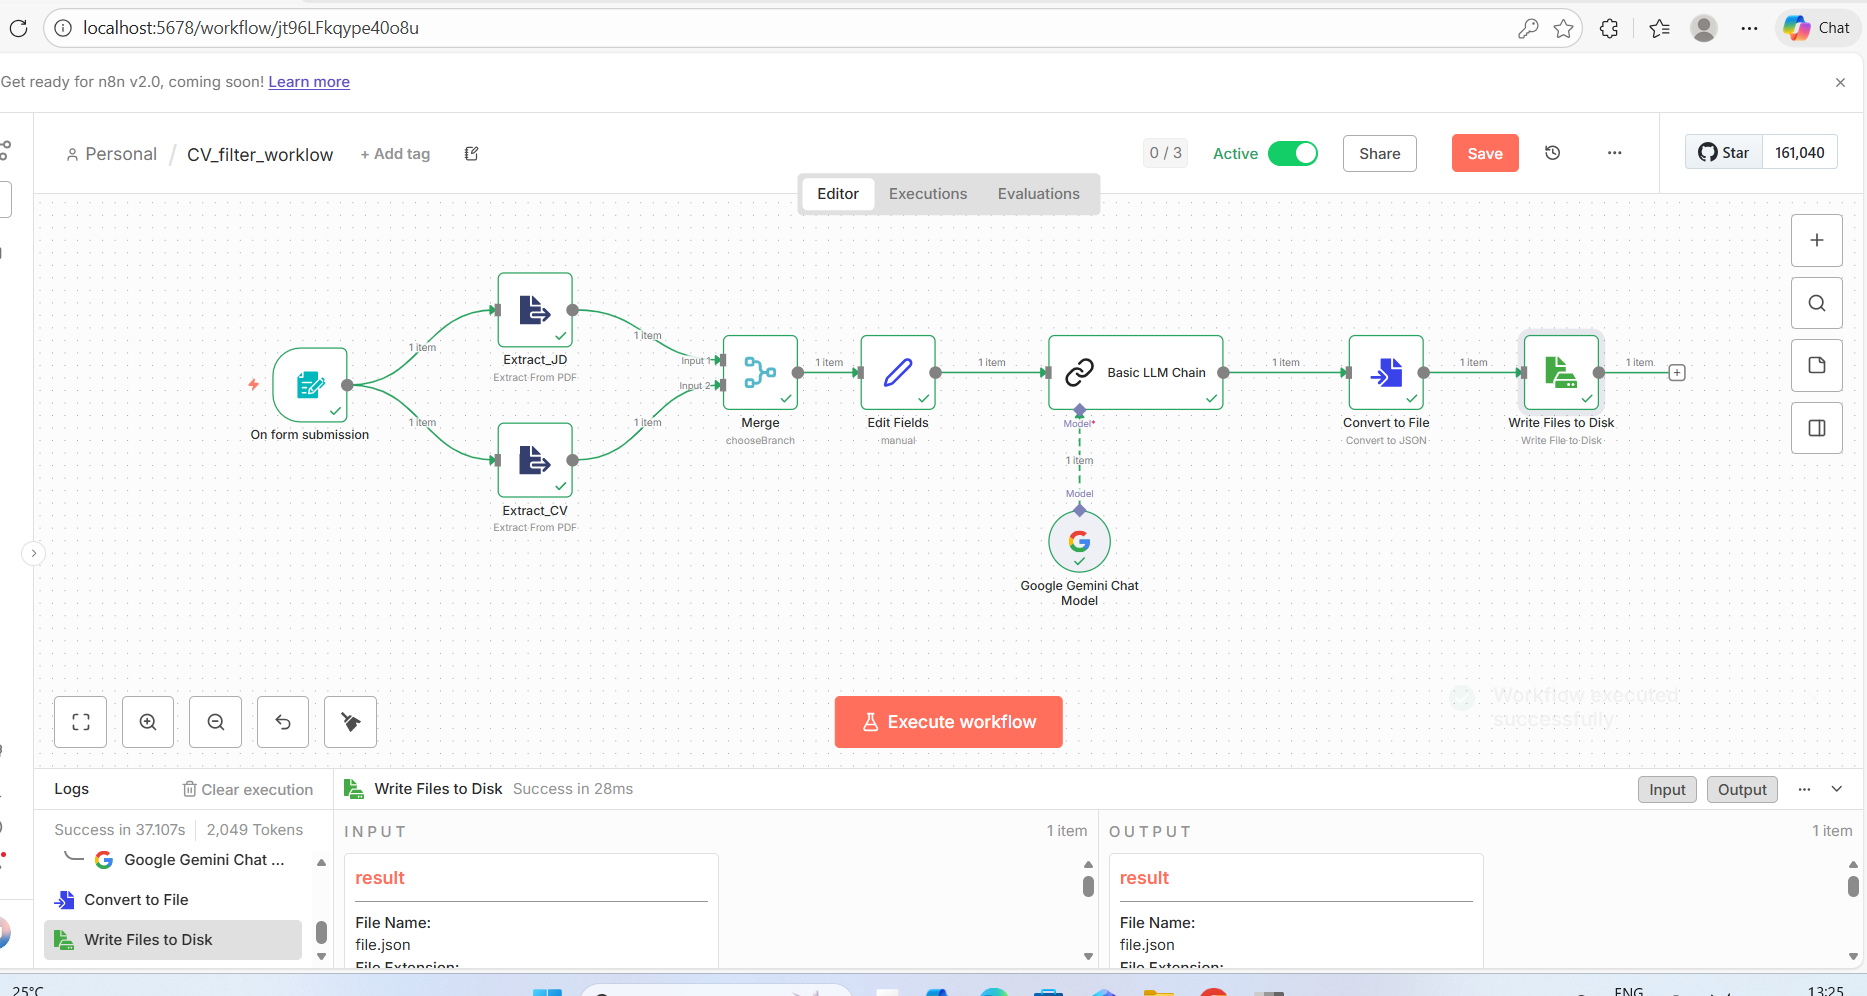 localhost:5678/workflow/jt96LFkqype40o8u
Chat
Get ready for n8n v2.0, coming soon! Learn more
Personal / CV_filter_worklow + Add tag
0 / 3
Active
Share
Save
Star 161,040
Editor Executions Evaluations
1 item
1 item
Extract_JD
Extract From PDF
1 item
1 item
Extract_CV
Extract From PDF
On form submission
Input 1
Input 2
Merge
chooseBranch
1 item
Edit Fields
manual
1 item
Basic LLM Chain
Model*
1 item
Model
Google Gemini Chat
Model
1 item
Convert to File
Convert to JSON
1 item
Write Files to Disk
Write File to Disk
1 item
Workflow executed
successfully
Execute workflow
Logs
Clear execution
Write Files to Disk Success in 28ms
Input Output
Success in 37.107s 2,049 Tokens
Google Gemini Chat ...
Convert to File
Write Files to Disk
INPUT
1 item
result
File Name:
file.json
File Extension:
OUTPUT
1 item
result
File Name:
file.json
File Extension:
25°C
ENG
13:25